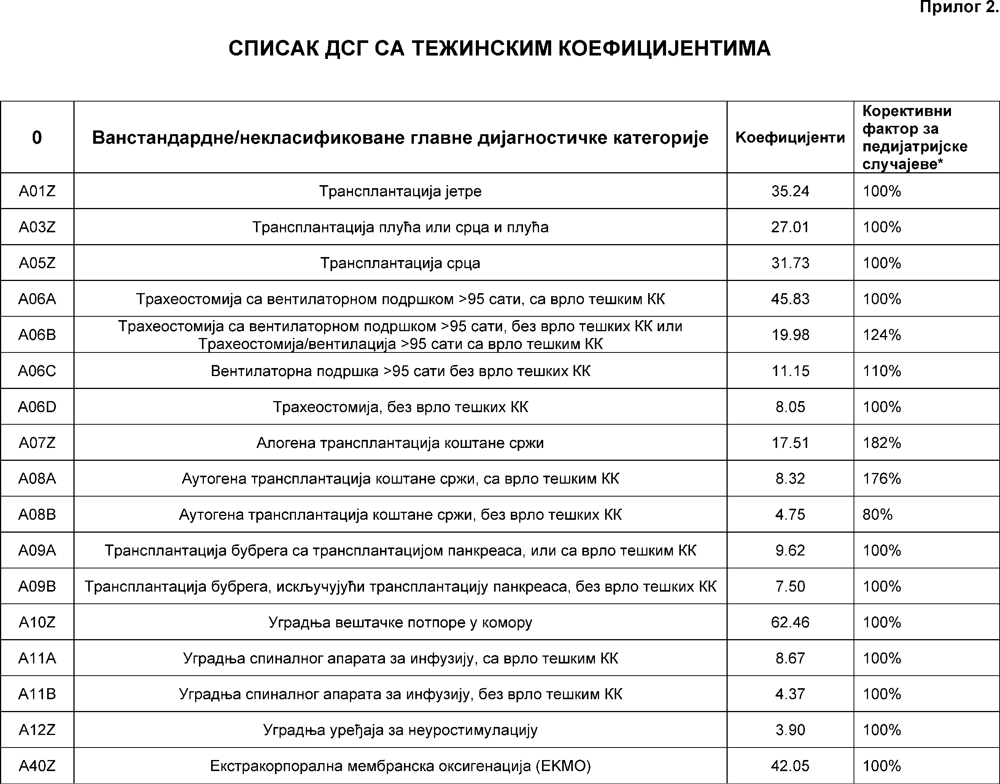 Прилог 2.
СПИСАК ДСГ СА ТЕЖИНСКИМ КОЕФИЦИЈЕНТИМА
0 Ванстандардне/некласификоване главне дијагностичке категорије Коефицијенти Корективни
фактор за
педијатријске
случајеве*
A01Z Трансплантација јетре 35.24 100%
A03Z Трансплантација плућа или срца и плућа 27.01 100%
A05Z Трансплантација срца 31.73 100%
A06A Трахеостомија са вентилаторном подршком >95 сати, са врло тешким КК 45.83 100%
A06B Трахеостомија са вентилаторном подршком >95 сати, без врло тешких КК или
Трахеостомија/вентилација >95 сати са врло тешким КК 19.98 124%
A06C Вентилаторна подршка >95 сати без врло тешких КК 11.15 110%
A06D Трахеостомија, без врло тешких КК 8.05 100%
A07Z Алогена трансплантација коштане сржи 17.51 182%
A08A Аутогена трансплантација коштане сржи, са врло тешким КК 8.32 176%
A08B Аутогена трансплантација коштане сржи, без врло тешких КК 4.75 80%
A09A Трансплантација бубрега са трансплантацијом панкреаса, или са врло тешким КК 9.62 100%
A09B Трансплантација бубрега, искључујући трансплантацију панкреаса, без врло тешких КК 7.50 100%
A10Z Уградња вештачке потпоре у комору 62.46 100%
A11A Уградња спиналног апарата за инфузију, са врло тешким КК 8.67 100%
A11B Уградња спиналног апарата за инфузију, без врло тешким КК 4.37 100%
A12Z Уградња уређаја за неуростимулацију 3.90 100%
A40Z Екстракорпорална мембранска оксигенација (ЕКМО) 42.05 100%